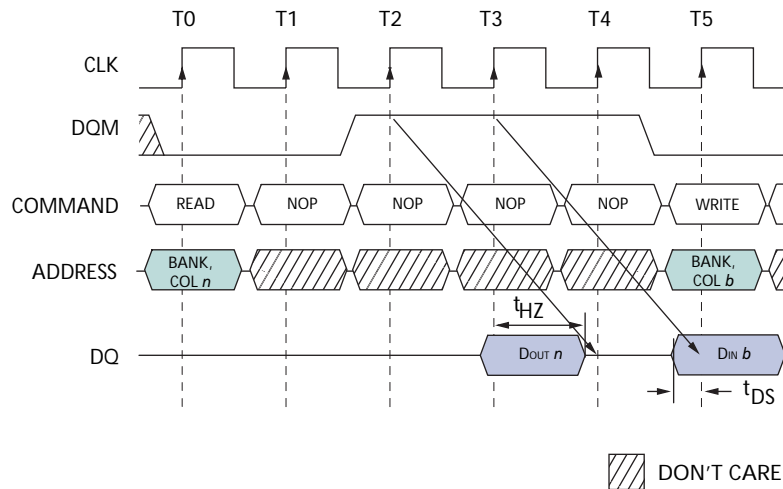 T0 T1 T2 T3 T4 T5
CLK
DQM
COMMAND READ NOP NOP NOP NOP WRITE
ADDRESS BANK, COL n BANK, COL b
tHZ
DQ DOUT n DIN b
tDS
DON'T CARE